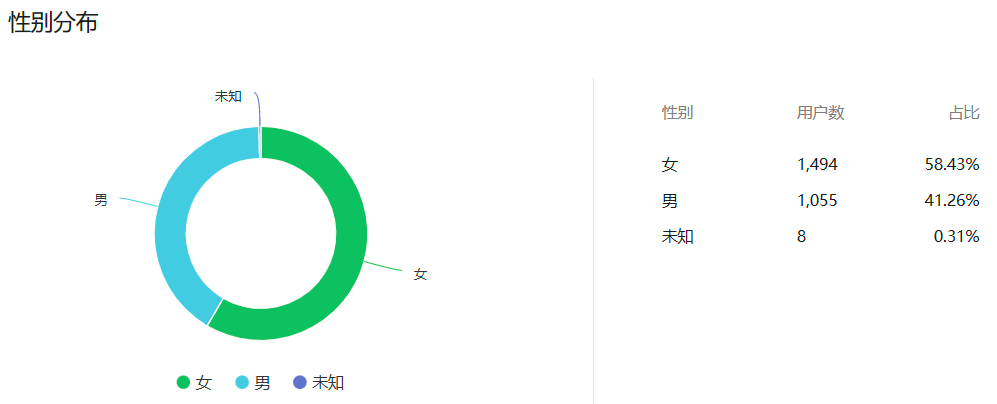 性别分布
未知
男
女
女 男 未知
性别 用户数 占比
女 1,494 58.43%
男 1,055 41.26%
未知 8 0.31%